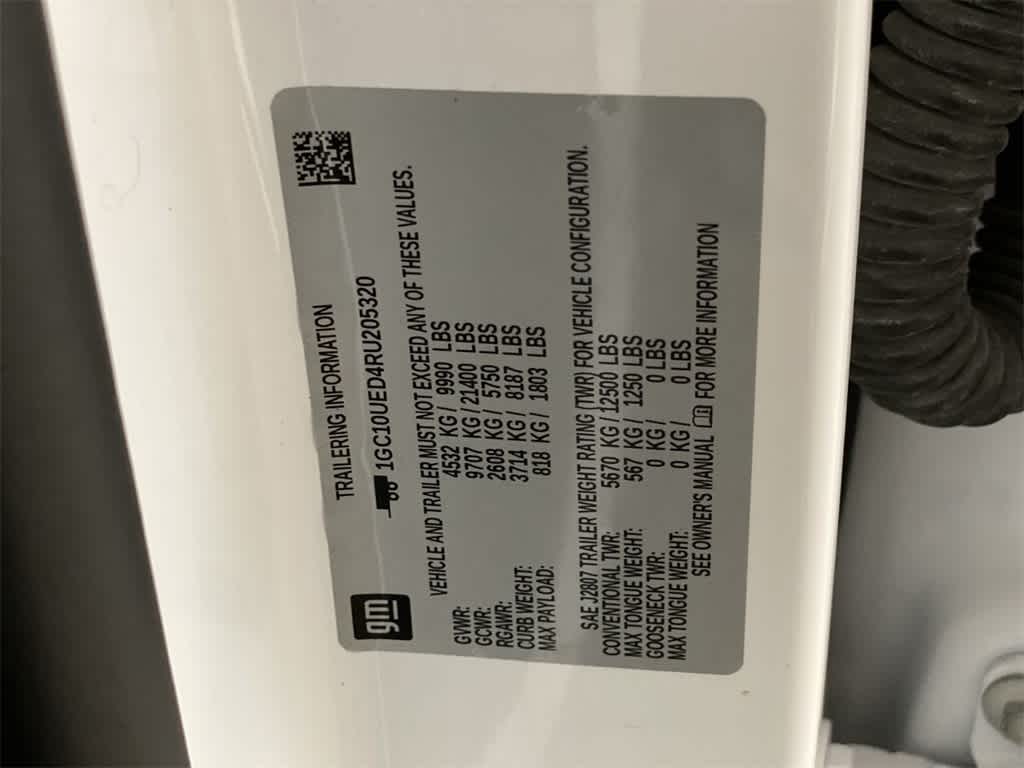 gm
TRAILERING INFORMATION
1GC10UED4RU205320
VEHICLE AND TRAILER MUST NOT EXCEED ANY OF THESE VALUES.
GVWR: 4532 KG/ 9990 LBS
GCWR: 9707 KG/ 21400 LBS
RGAWR: 2608 KG/ 5750 LBS
CURB WEIGHT: 3714 KG/ 8187 LBS
MAX PAYLOAD: 818 KG/ 1803 LBS
SAE J2807 TRAILER WEIGHT RATING (TWR) FOR VEHICLE CONFIGURATION.
CONVENTIONAL TWR: 5670 KG/ 12500 LBS
MAX TONGUE WEIGHT: 567 KG/ 1250 LBS
GOOSENECK TWR: 0 KG/ 0 LBS
MAX TONGUE WEIGHT: 0 KG/ 0 LBS
SEE OWNER'S MANUAL FOR MORE INFORMATION